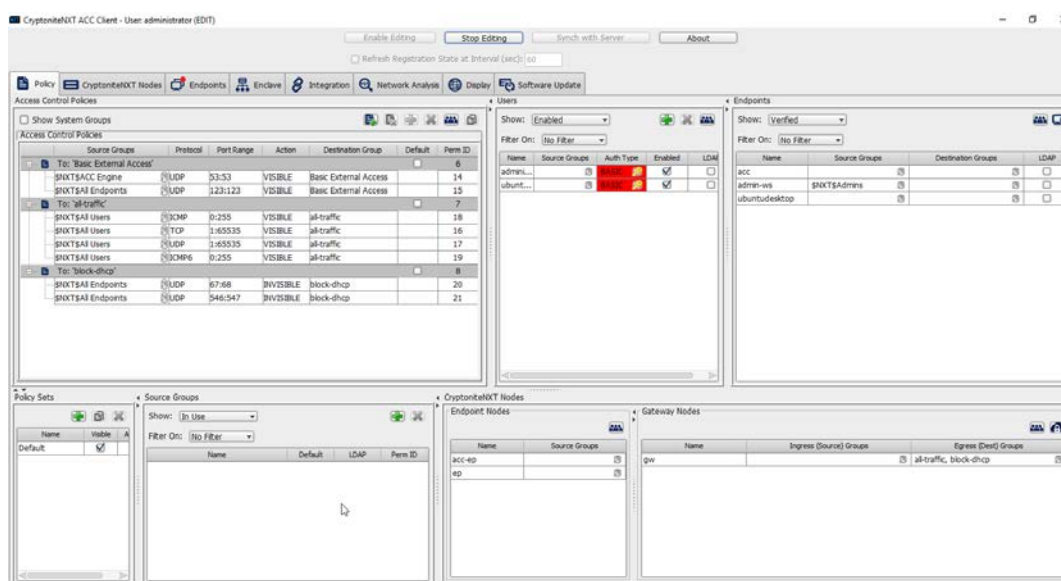 CryptoniteNXT ACC Client - User: administrator (EDIT)
Enable Editing Stop Editing Synch with Server About
Refresh Registration State at Interval (sec): 60
Policy CryptoniteNXT Nodes Endpoints Enclave Integration Network Analysis Display Software Update
Access Control Policies
Show System Groups
Access Control Policies
Source Groups Protocol Port Range Action Destination Group Default Perm ID
To: 'Basic External Access' 6
$NXT$ACC Engine UDP 53:53 VISIBLE Basic External Access 14
$NXT$All Endpoints UDP 123:123 VISIBLE Basic External Access 15
To: 'all-traffic' 7
$NXT$All Users ICMP 0:255 VISIBLE all-traffic 18
$NXT$All Users TCP 1:65535 VISIBLE all-traffic 16
$NXT$All Users UDP 1:65535 VISIBLE all-traffic 17
$NXT$All Users ICMP6 0:255 VISIBLE all-traffic 19
To: 'block-dhcp' 8
$NXT$All Endpoints UDP 67:68 INVISIBLE block-dhcp 20
$NXT$All Endpoints UDP 546:547 INVISIBLE block-dhcp 21
Users
Show: Enabled
Filter On: No Filter
Name Source Groups Auth Type Enabled LDAP
admini... BASIC
ubunt... BASIC
Endpoints
Show: Verified
Filter On: No Filter
Name Source Groups Destination Groups LDAP
acc
admin-ws $NXT$Admins
ubuntudesktop
Policy Sets
Name Visible A
Default
Source Groups
Show: In Use
Filter On: No Filter
Name Default LDAP Perm ID
CryptoniteNXT Nodes
Endpoint Nodes
Name Source Groups
acc-ep
ep
Gateway Nodes
Name Ingress (Source) Groups Egress (Dest) Groups
gw all-traffic, block-dhcp